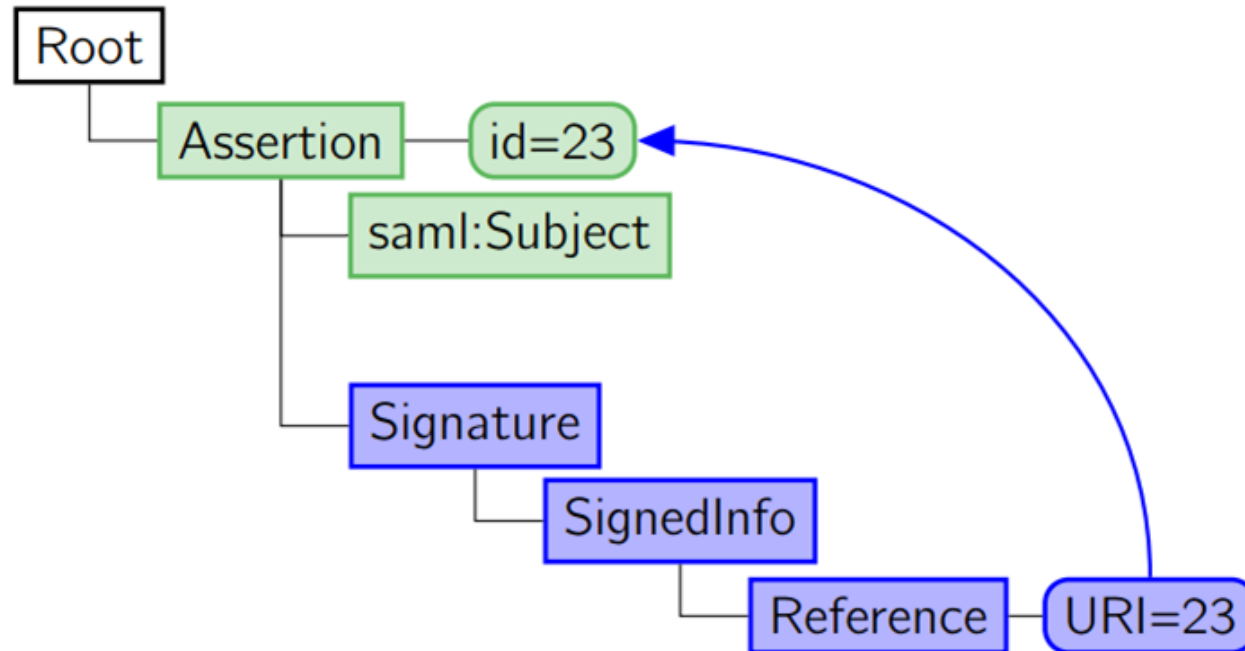 Root
Assertion id=23
saml:Subject
Signature
SignedInfo
Reference URI=23